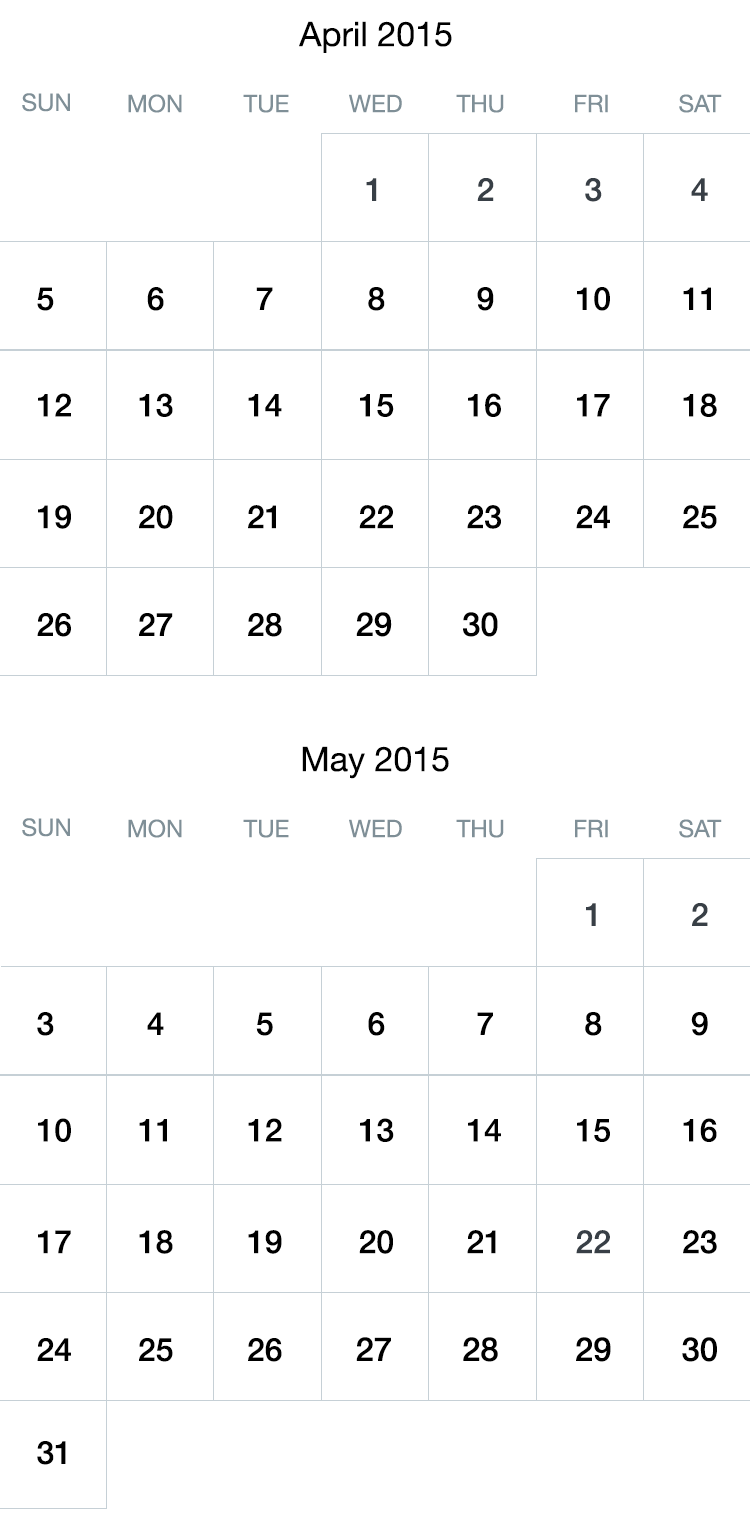 April 2015
SUN MON TUE WED THU FRI SAT
1 2 3 4
5 6 7 8 9 10 11
12 13 14 15 16 17 18
19 20 21 22 23 24 25
26 27 28 29 30
May 2015
SUN MON TUE WED THU FRI SAT
1 2
3 4 5 6 7 8 9
10 11 12 13 14 15 16
17 18 19 20 21 22 23
24 25 26 27 28 29 30
31